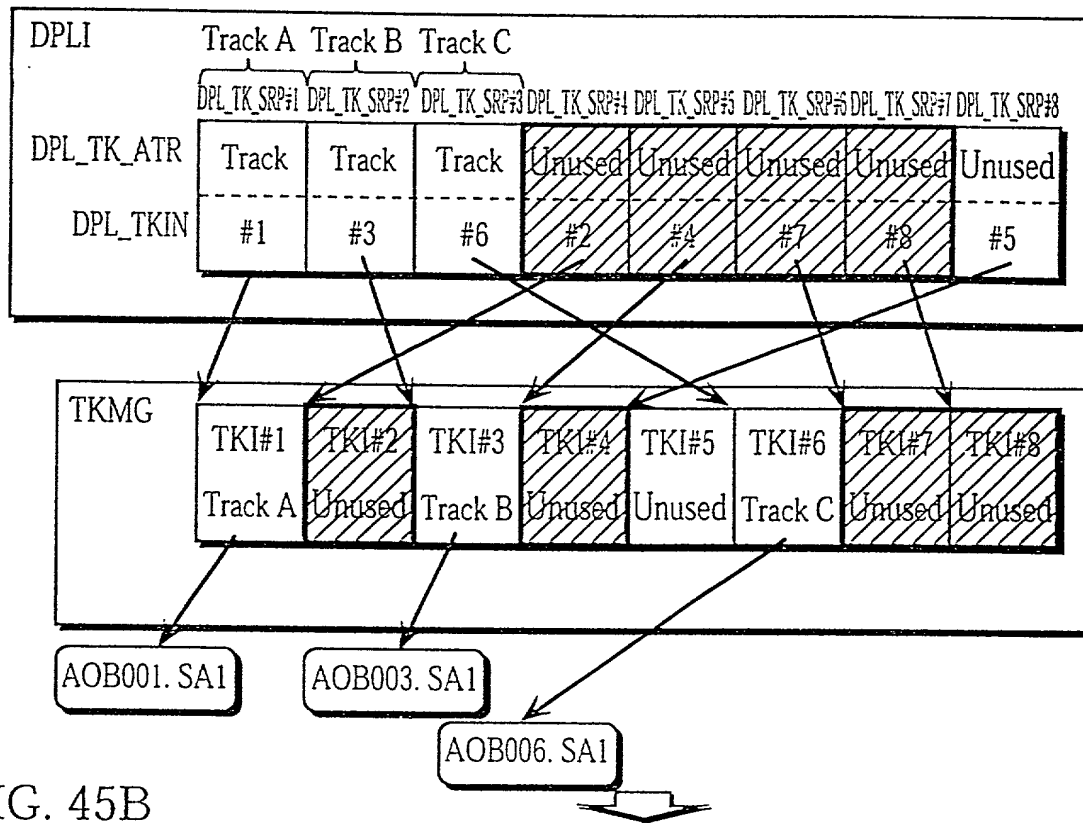 DPLI Track A Track B Track C
DPL_TK_SRP#1 DPL_TK_SRP#2 DPL_TK_SRP#3 DPL_TK_SRP#4 DPL_TK_SRP#5 DPL_TK_SRP#6 DPL_TK_SRP#7 DPL_TK_SRP#8
DPL_TK_ATR Track Track Track Unused Unused Unused Unused Unused
DPL_TKIN #1 #3 #6 #2 #4 #7 #8 #5
TKMG TKI#1 TKI#2 TKI#3 TKI#4 TKI#5 TKI#6 TKI#7 TKI#8
Track A Unused Track B Unused Unused Track C Unused Unused
AOB001. SA1 AOB003. SA1
AOB006. SA1
IG. 45B